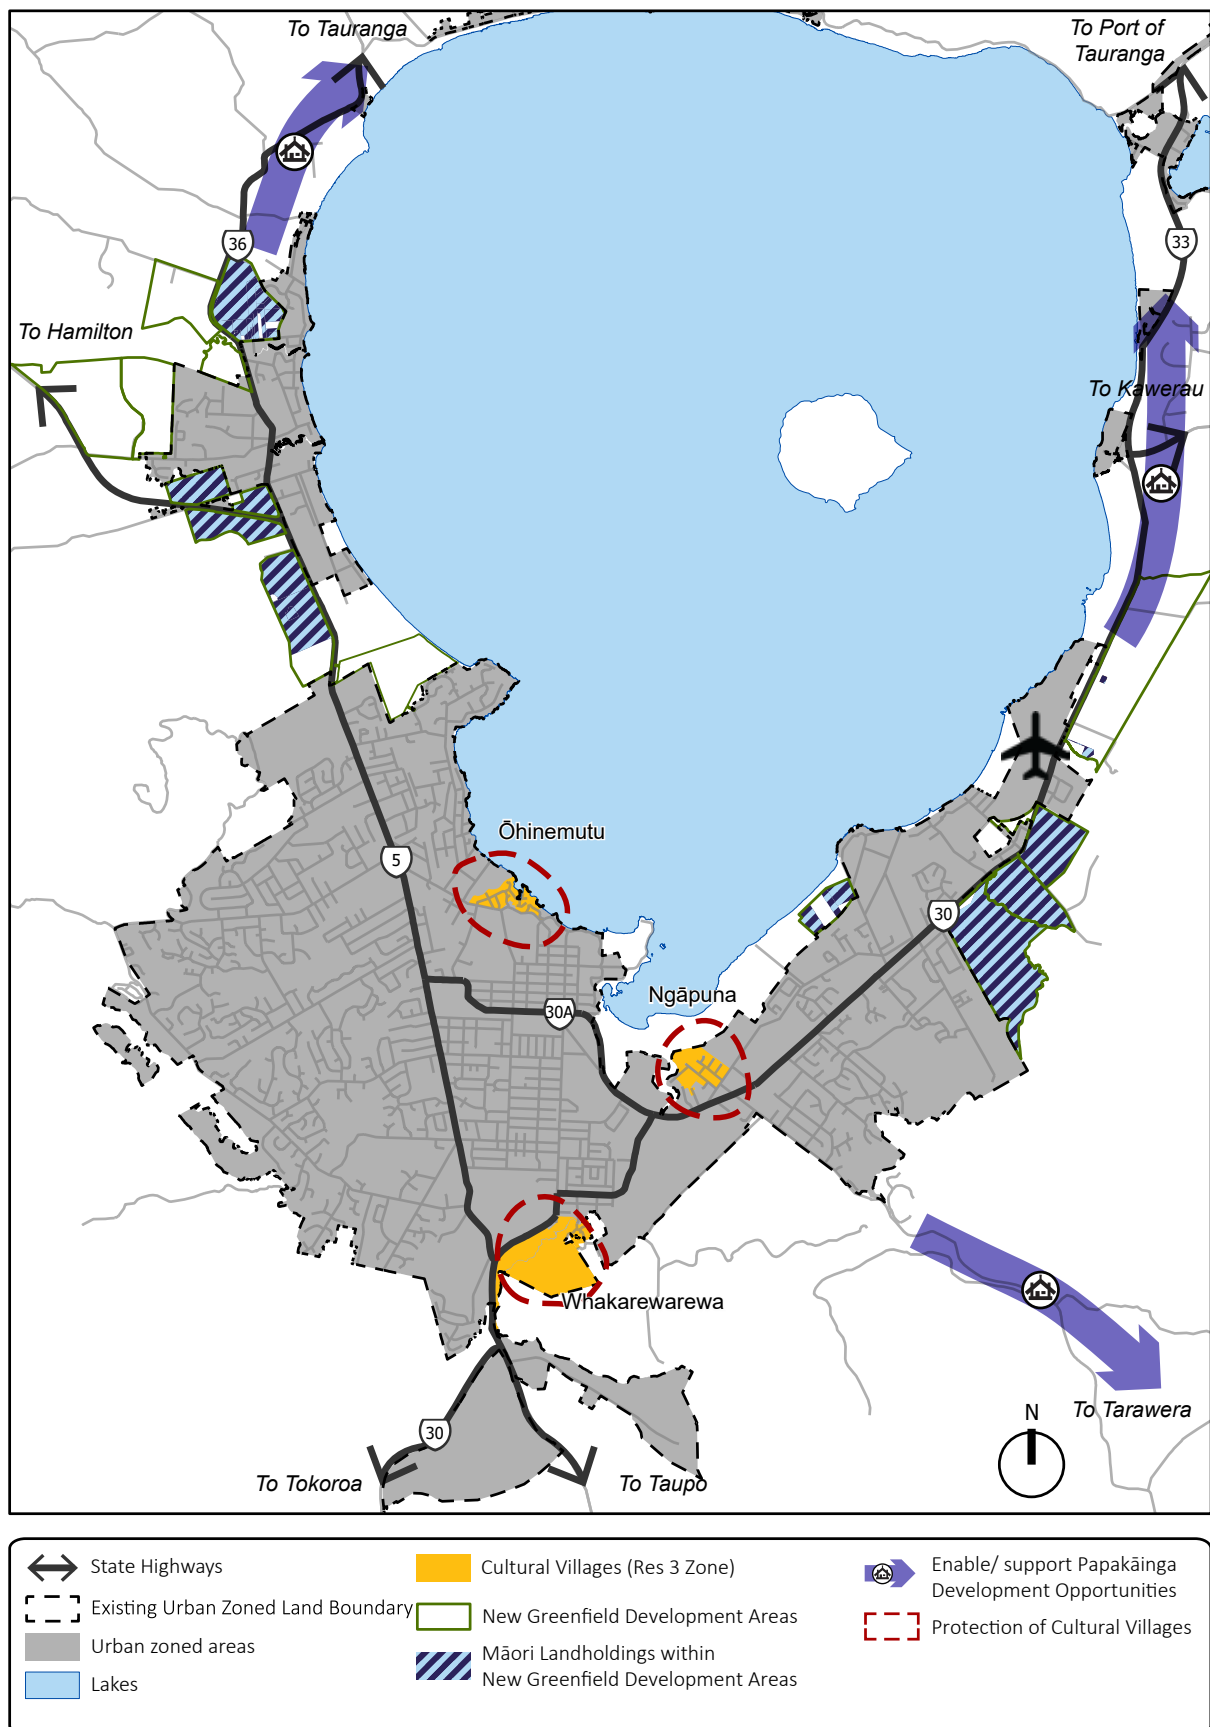 To Tauranga
To Port of
Tauranga
36
33
To Hamilton
To Kawerau
Ōhinemutu
5
30
Ngāpuna
30A
Whakarewarewa
N
To Tarawera
30
To Tokoroa
To Taupo
State Highways
Existing Urban Zoned Land Boundary
Urban zoned areas
Lakes
Cultural Villages (Res 3 Zone)
New Greenfield Development Areas
Māori Landholdings within
New Greenfield Development Areas
Enable/ support Papakāinga
Development Opportunities
Protection of Cultural Villages